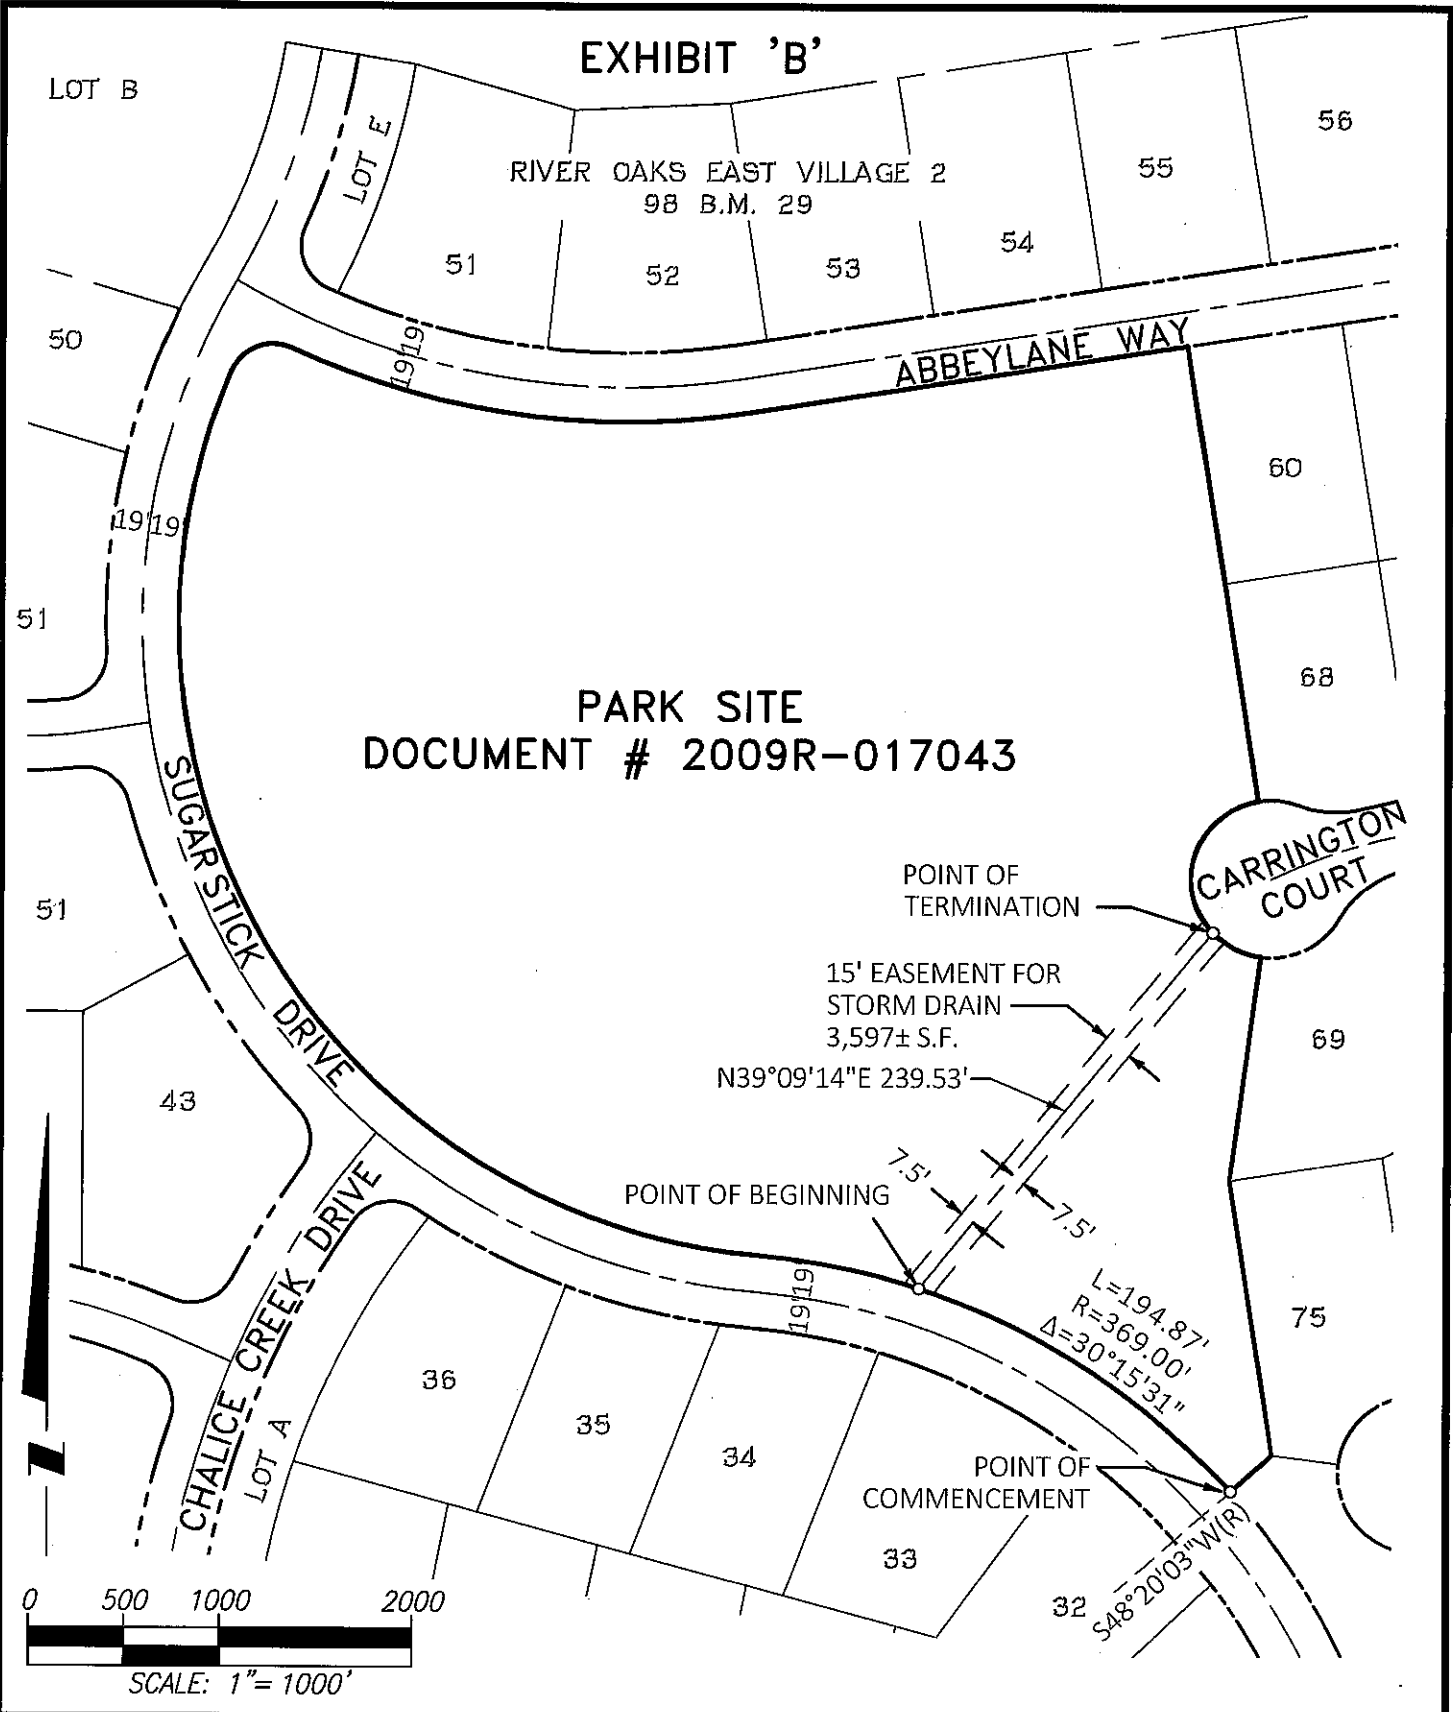 EXHIBIT 'B'
LOT B
LOT E
RIVER OAKS EAST VILLAGE 2
98 B.M. 29
56
55
54
53
52
51
50
19'19'
ABBEYLANE WAY
60
19'19'
51
68
PARK SITE
DOCUMENT # 2009R-017043
SUGAR STICK DRIVE
CARRINGTON
COURT
POINT OF
TERMINATION
51
15' EASEMENT FOR
STORM DRAIN
3,597± S.F.
N39°09'14"E 239.53'
69
43
7.5'
POINT OF BEGINNING
7.5'
CHALICE CREEK DRIVE
19'19'
L=194.87'
R=369.00'
Δ=30°15'31"
75
36
35
34
LOT A
POINT OF
COMMENCEMENT
33
32
S48°20'03"W(R)
Z
0 500 1000 2000
SCALE: 1"= 1000'